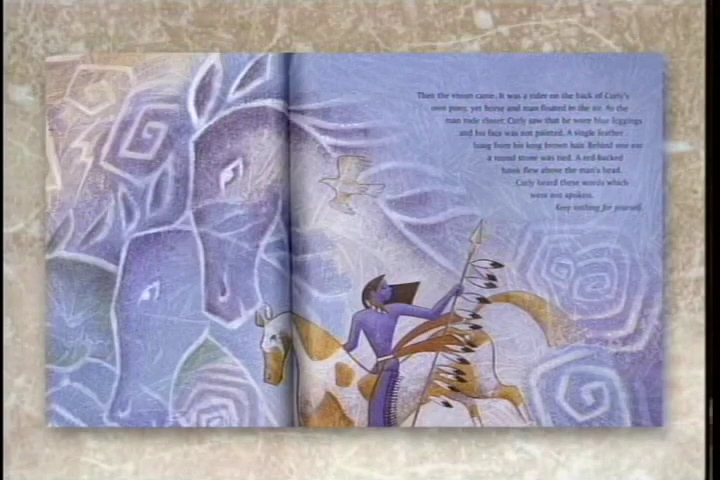 Then the vision came. It was a rider on the back of Curly's
own pony, yet horse and man floated in the air. As the
man rode closer, Curly saw that he wore blue leggings
and his face was not painted. A single feather
hung from his long brown hair. Behind one ear
a round stone was tied. A red-backed
hawk flew above the man's head.
Curly heard these words which
were not spoken.
Keep nothing for yourself.